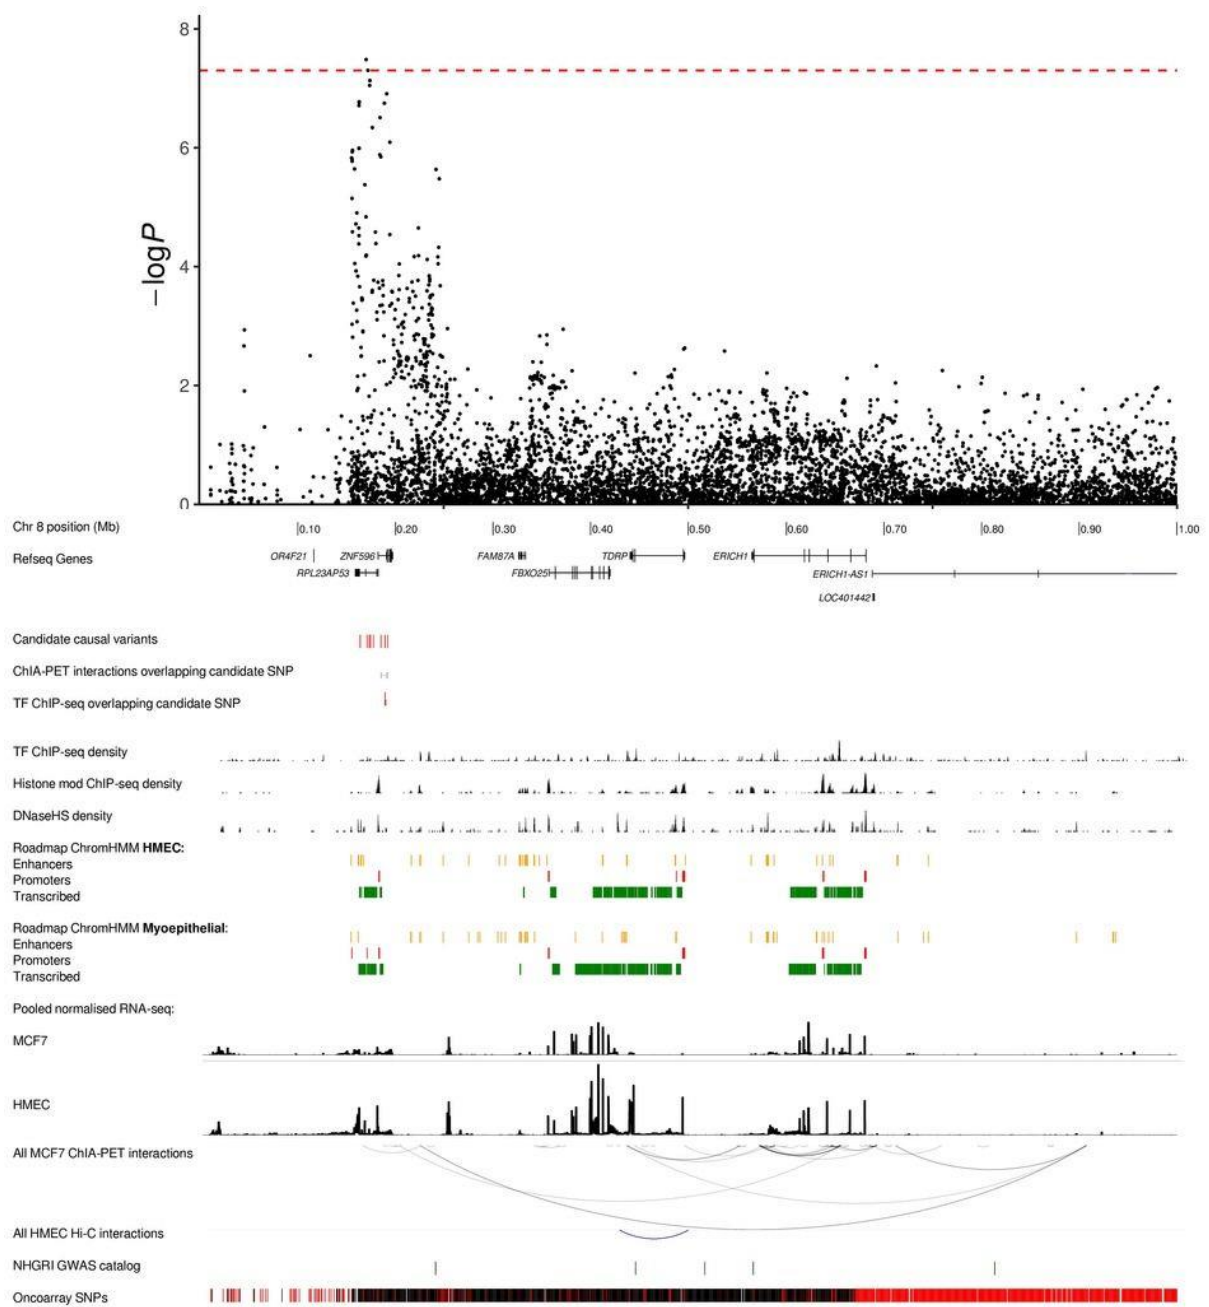 8
6
4
2
0
−logP
Chr 8 position (Mb) |0.10 |0.20 |0.30 |0.40 |0.50 |0.60 |0.70 |0.80 |0.90 |1.00
Refseq Genes
OR4F21 ZNF596 FAM87A TDRP ERICH1
RPL23AP53 FBXO25 ERICH1-AS1
LOC401442
Candidate causal variants
ChIA-PET interactions overlapping candidate SNP
TF ChIP-seq overlapping candidate SNP
TF ChIP-seq density
Histone mod ChIP-seq density
DNaseHS density
Roadmap ChromHMM HMEC:
Enhancers
Promoters
Transcribed
Roadmap ChromHMM Myoepithelial:
Enhancers
Promoters
Transcribed
Pooled normalised RNA-seq:
MCF7
HMEC
All MCF7 ChIA-PET interactions
All HMEC Hi-C interactions
NHGRI GWAS catalog
Oncoarray SNPs